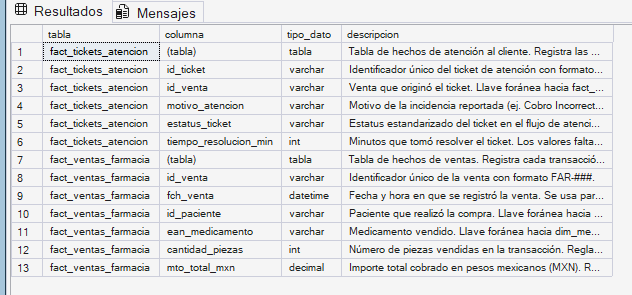 Resultados Mensajes
tabla columna tipo_dato descripcion
1 fact_tickets_atencion (tabla) tabla Tabla de hechos de atención al cliente. Registra las ...
2 fact_tickets_atencion id_ticket varchar Identificador único del ticket de atención con formato...
3 fact_tickets_atencion id_venta varchar Venta que originó el ticket. Llave foránea hacia fact_...
4 fact_tickets_atencion motivo_atencion varchar Motivo de la incidencia reportada (ej. Cobro Incorrect...
5 fact_tickets_atencion estatus_ticket varchar Estatus estandarizado del ticket en el flujo de atenci...
6 fact_tickets_atencion tiempo_resolucion_min int Minutos que tomó resolver el ticket. Los valores falta...
7 fact_ventas_farmacia (tabla) tabla Tabla de hechos de ventas. Registra cada transacció...
8 fact_ventas_farmacia id_venta varchar Identificador único de la venta con formato FAR-###.
9 fact_ventas_farmacia fch_venta datetime Fecha y hora en que se registró la venta. Se usa par...
10 fact_ventas_farmacia id_paciente varchar Paciente que realizó la compra. Llave foránea hacia ...
11 fact_ventas_farmacia ean_medicamento varchar Medicamento vendido. Llave foránea hacia dim_me...
12 fact_ventas_farmacia cantidad_piezas int Número de piezas vendidas en la transacción. Regla...
13 fact_ventas_farmacia mto_total_mxn decimal Importe total cobrado en pesos mexicanos (MXN). R...